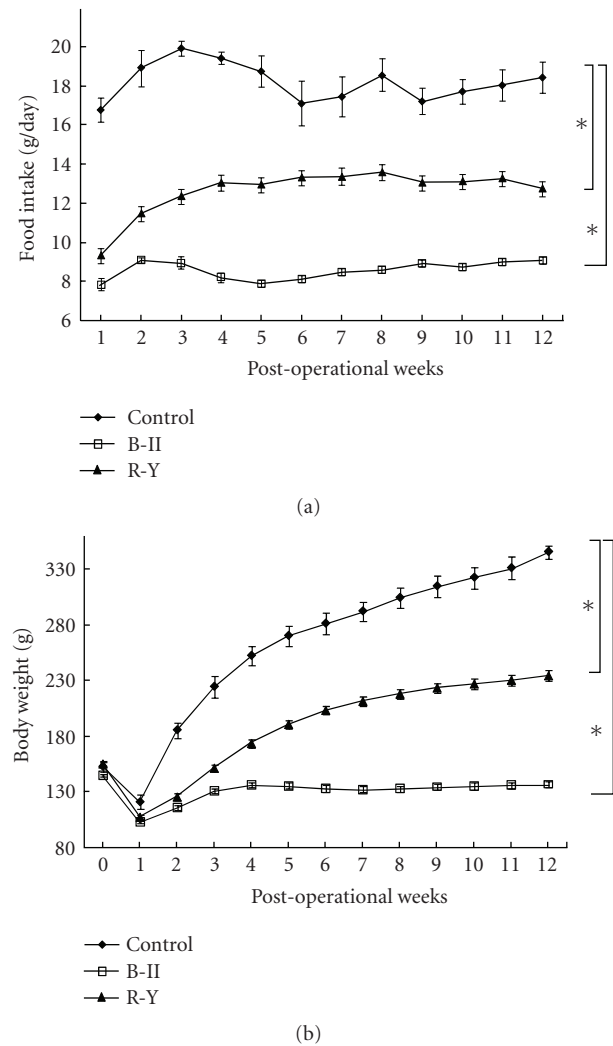 20
18
16
14
12
10
8
6
Food intake (g/day)
1 2 3 4 5 6 7 8 9 10 11 12
Post-operational weeks
*
*
Control
B-II
R-Y
(a)
330
280
230
180
130
80
Body weight (g)
0 1 2 3 4 5 6 7 8 9 10 11 12
Post-operational weeks
*
*
Control
B-II
R-Y
(b)